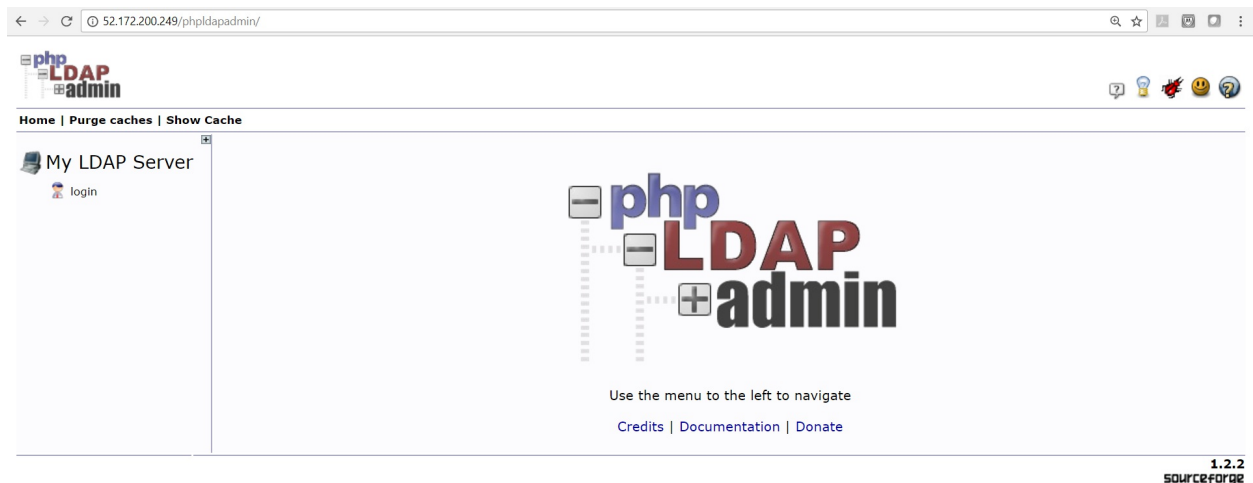 52.172.200.249/phpldapadmin/
php
LDAP
admin
Home | Purge caches | Show Cache
My LDAP Server
login
php
LDAP
admin
Use the menu to the left to navigate
Credits | Documentation | Donate
1.2.2
sourceforge